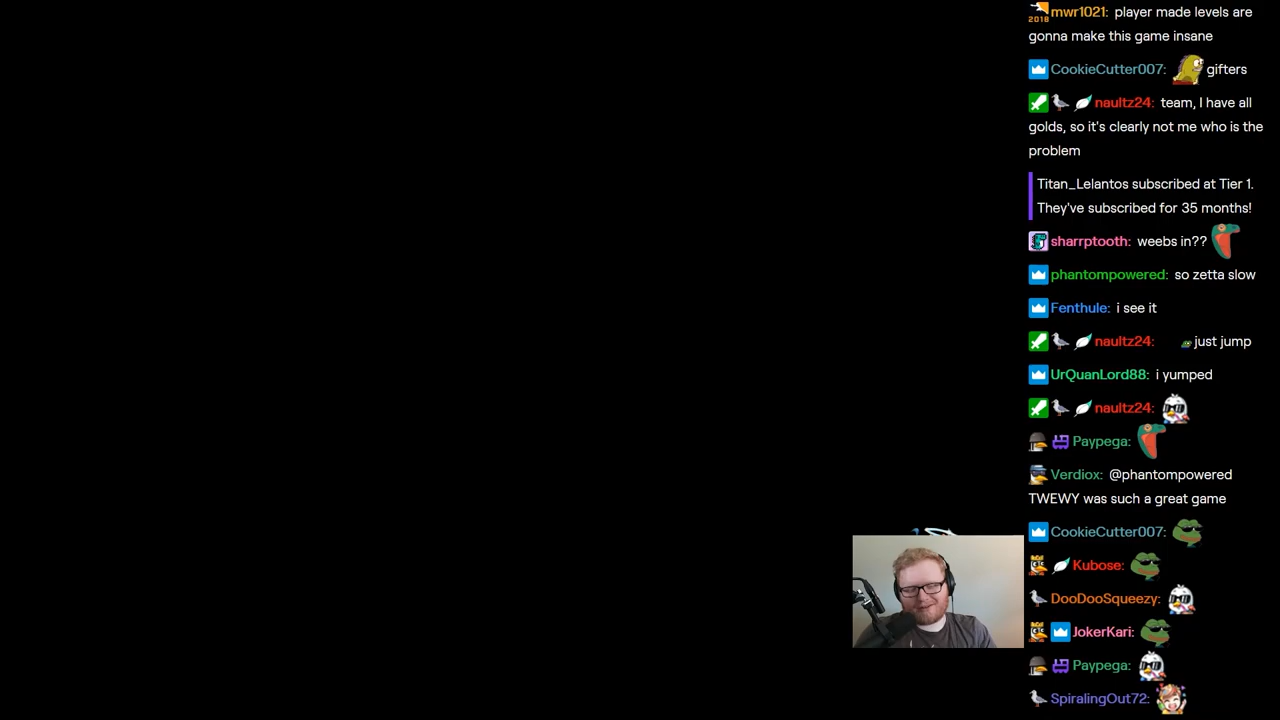 mwr1021: player made levels are
gonna make this game insane
CookieCutter007: gifters
naultz24: team, I have all
golds, so it's clearly not me who is the
problem
Titan_Lelantos subscribed at Tier 1.
They've subscribed for 35 months!
sharrptooth: weebs in??
phantompowered: so zetta slow
Fenthule: i see it
naultz24: just jump
UrQuanLord88: i yumped
naultz24:
Paypega:
Verdiox: @phantompowered
TWEWY was such a great game
CookieCutter007:
Kubose:
DooDooSqueezy:
JokerKari:
Paypega:
SpiralingOut72:
2018